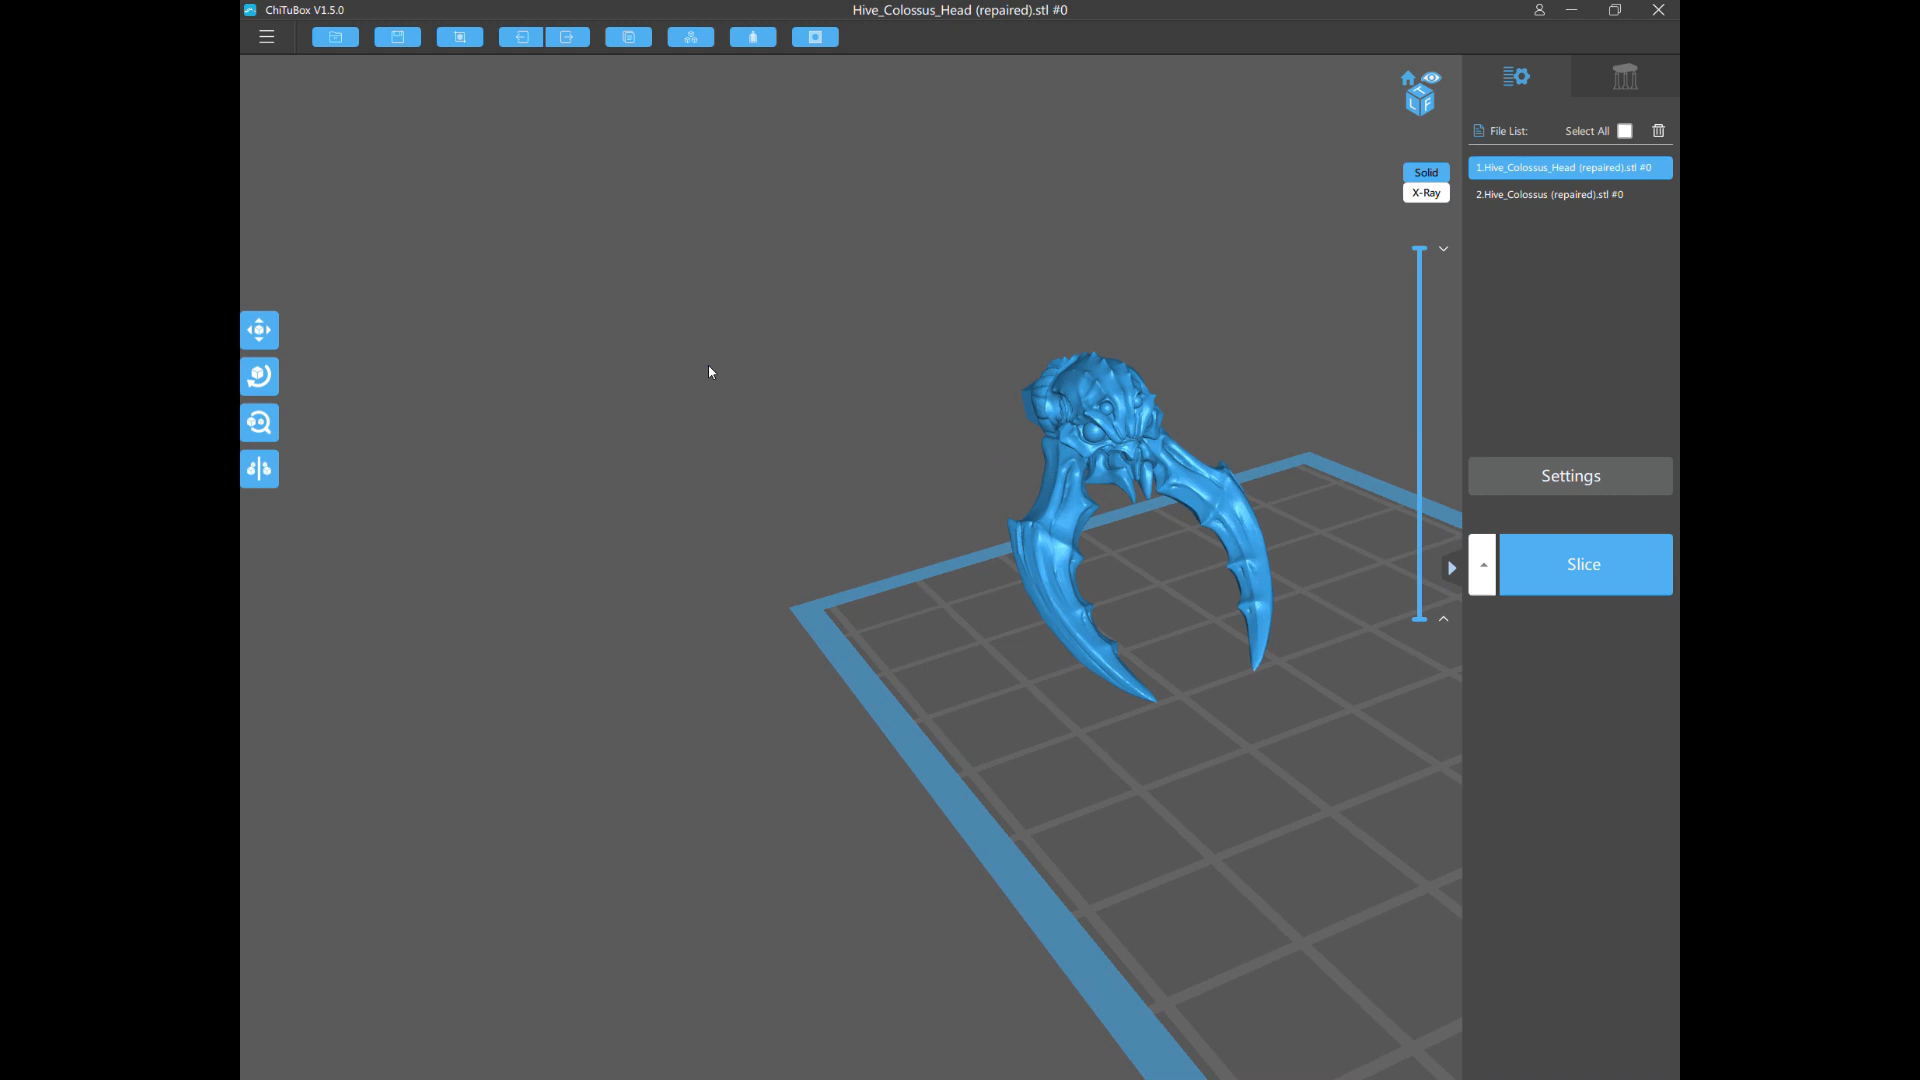 ChiTuBox V1.5.0
Hive_Colossus_Head (repaired).stl #0
T
L F
File List:
Select All
Solid
X-Ray
1.Hive_Colossus_Head (repaired).stl #0
2.Hive_Colossus (repaired).stl #0
Settings
Slice